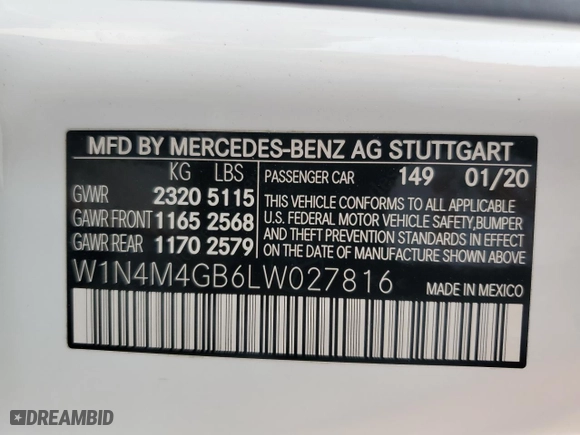 MFD BY MERCEDES-BENZ AG STUTTGART
KG LBS
GVWR 2320 5115
GAWR FRONT 1165 2568
GAWR REAR 1170 2579
PASSENGER CAR 149 01/20
THIS VEHICLE CONFORMS TO ALL APPLICABLE
U.S. FEDERAL MOTOR VEHICLE SAFETY, BUMPER
AND THEFT PREVENTION STANDARDS IN EFFECT
ON THE DATE OF MANUFACTURE SHOWN ABOVE.
W1N4M4GB6LW027816
MADE IN MEXICO
DREAMBID